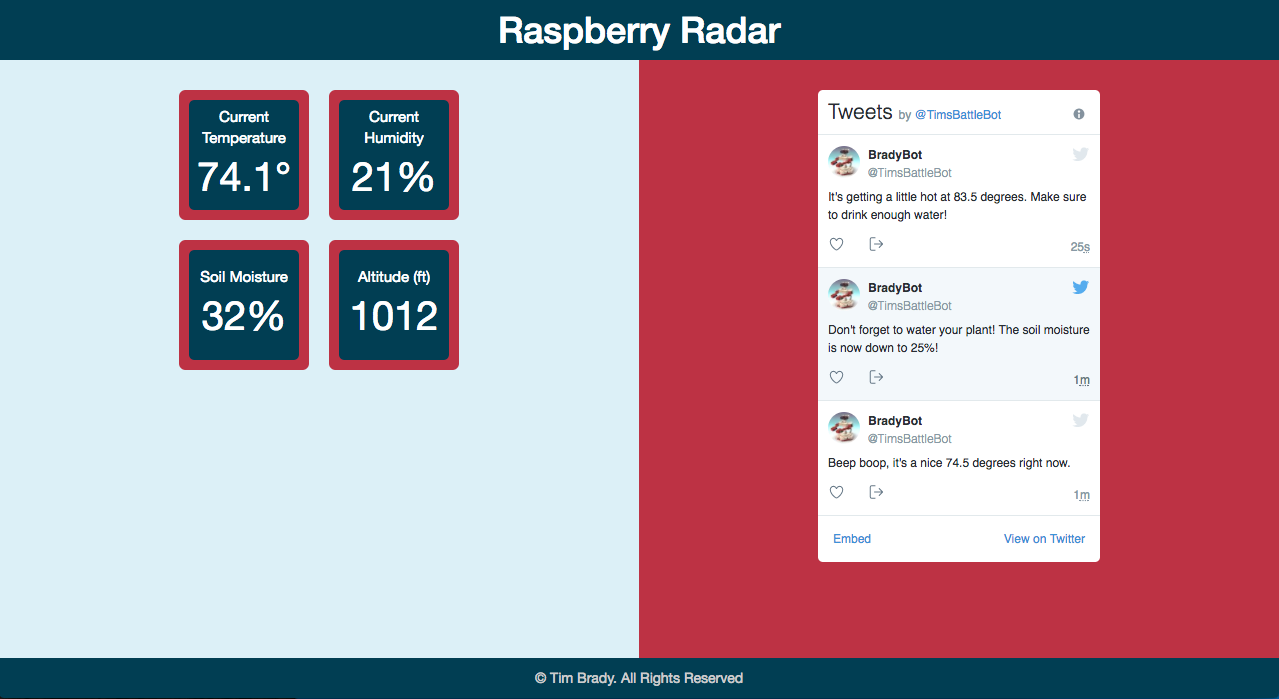 Raspberry Radar
Current
Temperature
74.1°
Current
Humidity
21%
Soil Moisture
32%
Altitude (ft)
1012
Tweets by @TimsBattleBot
BradyBot
@TimsBattleBot
It's getting a little hot at 83.5 degrees. Make sure
to drink enough water!
25s
BradyBot
@TimsBattleBot
Don't forget to water your plant! The soil moisture
is now down to 25%!
1m
BradyBot
@TimsBattleBot
Beep boop, it's a nice 74.5 degrees right now.
1m
Embed
View on Twitter
© Tim Brady. All Rights Reserved